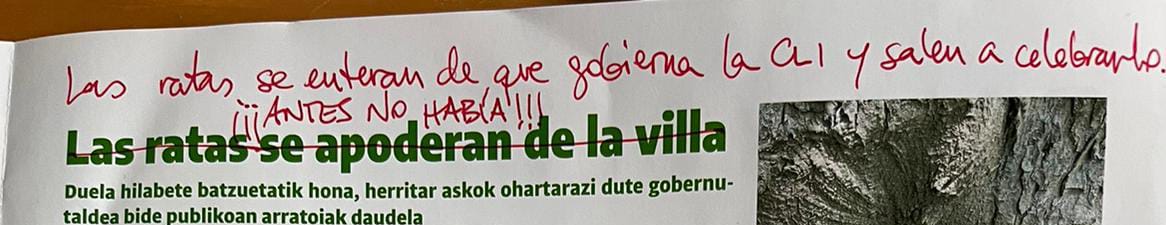 Las ratas se enteran de que gobierna la CLI y salen a celebrarlo.
¡¡¡ANTES NO HABÍA!!!
Las ratas se apoderan de la villa
Duela hilabete batzuetatik hona, herritar askok ohartarazi dute gobernu-
taldea bide publikoan arratoiak daudela